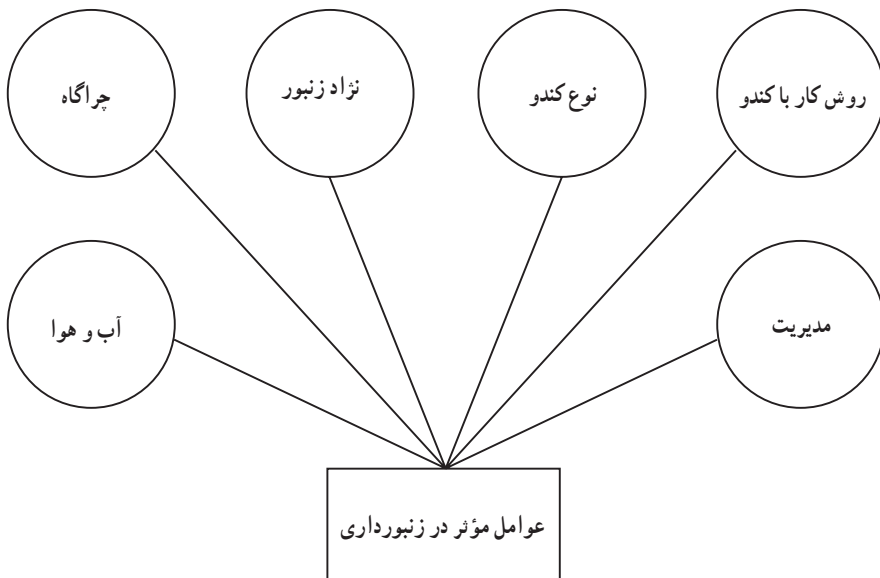 روش کار با کندو
نوع کندو
نژاد زنبور
چراگاه
مدیریت
آب و هوا
عوامل مؤثر در زنبورداری